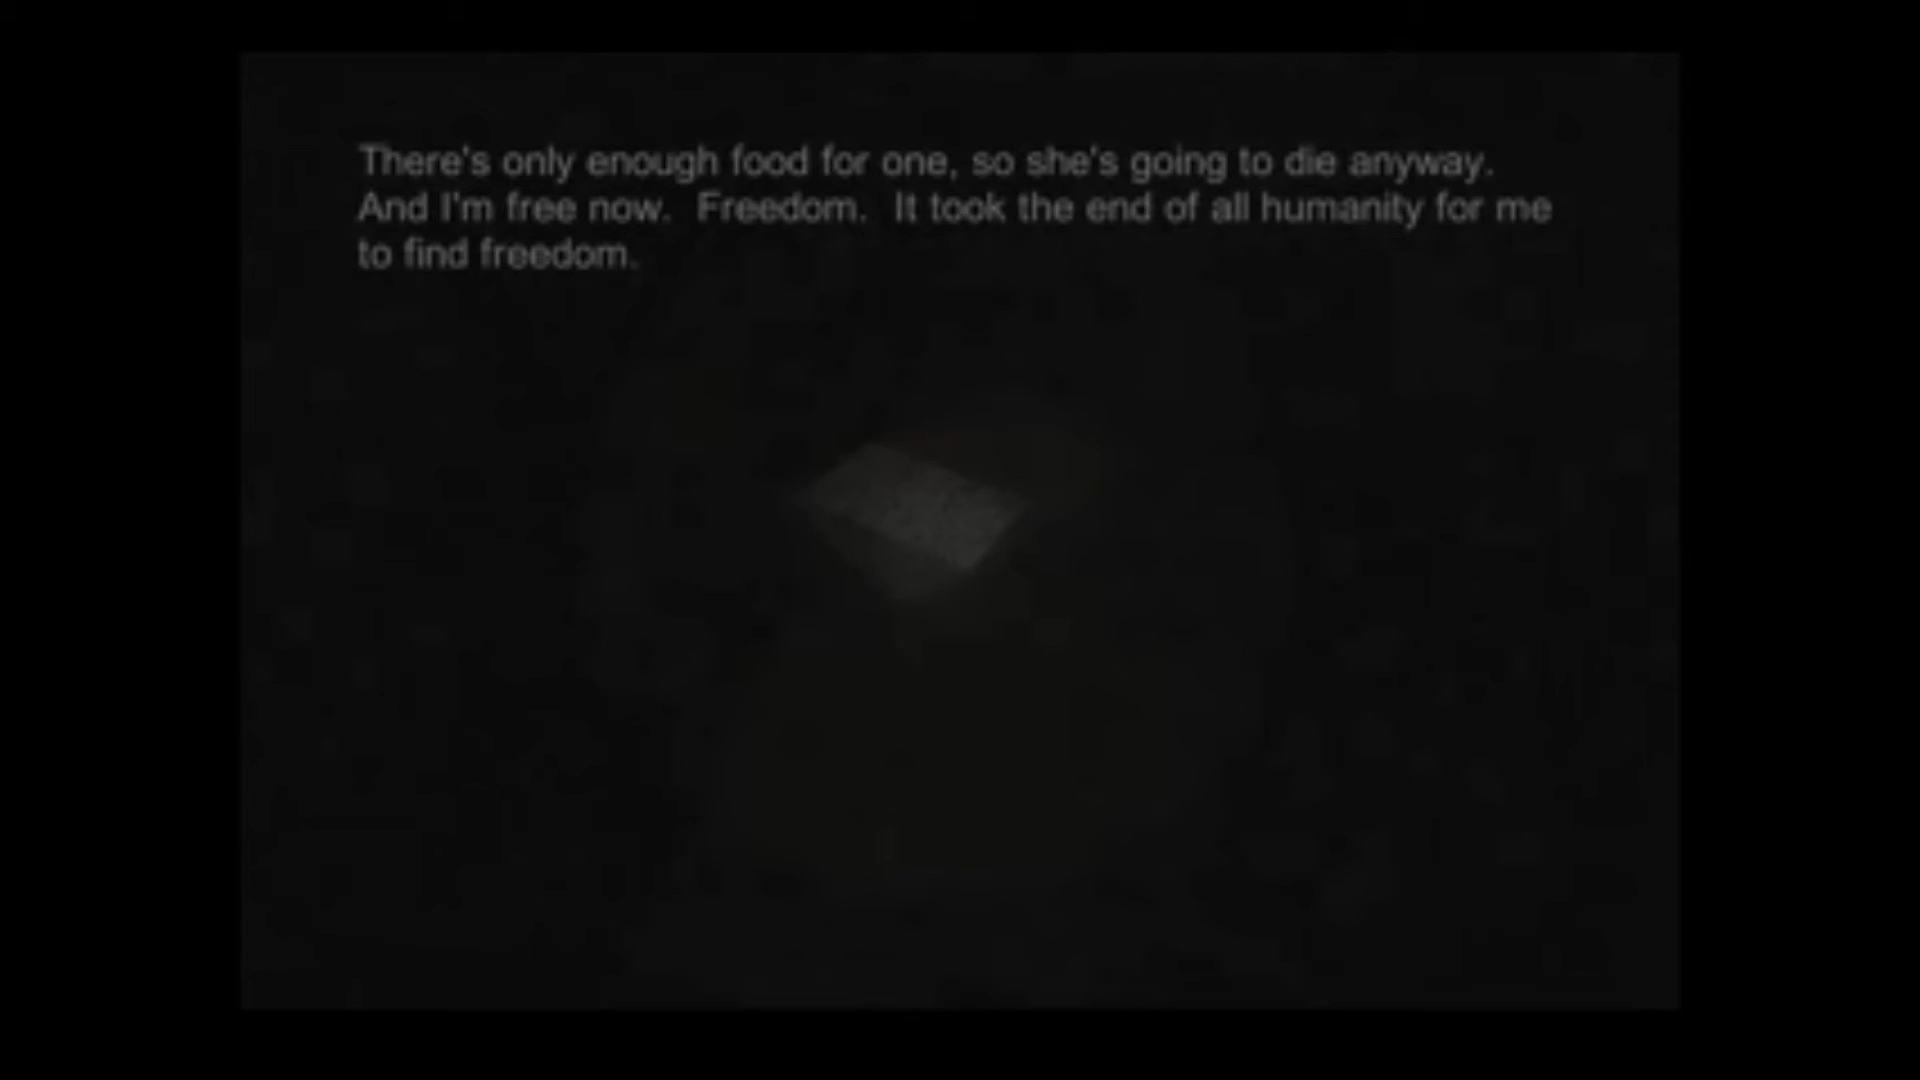 There's only enough food for one, so she's going to die anyway.
And I'm free now.  Freedom.  It took the end of all humanity for me
to find freedom.